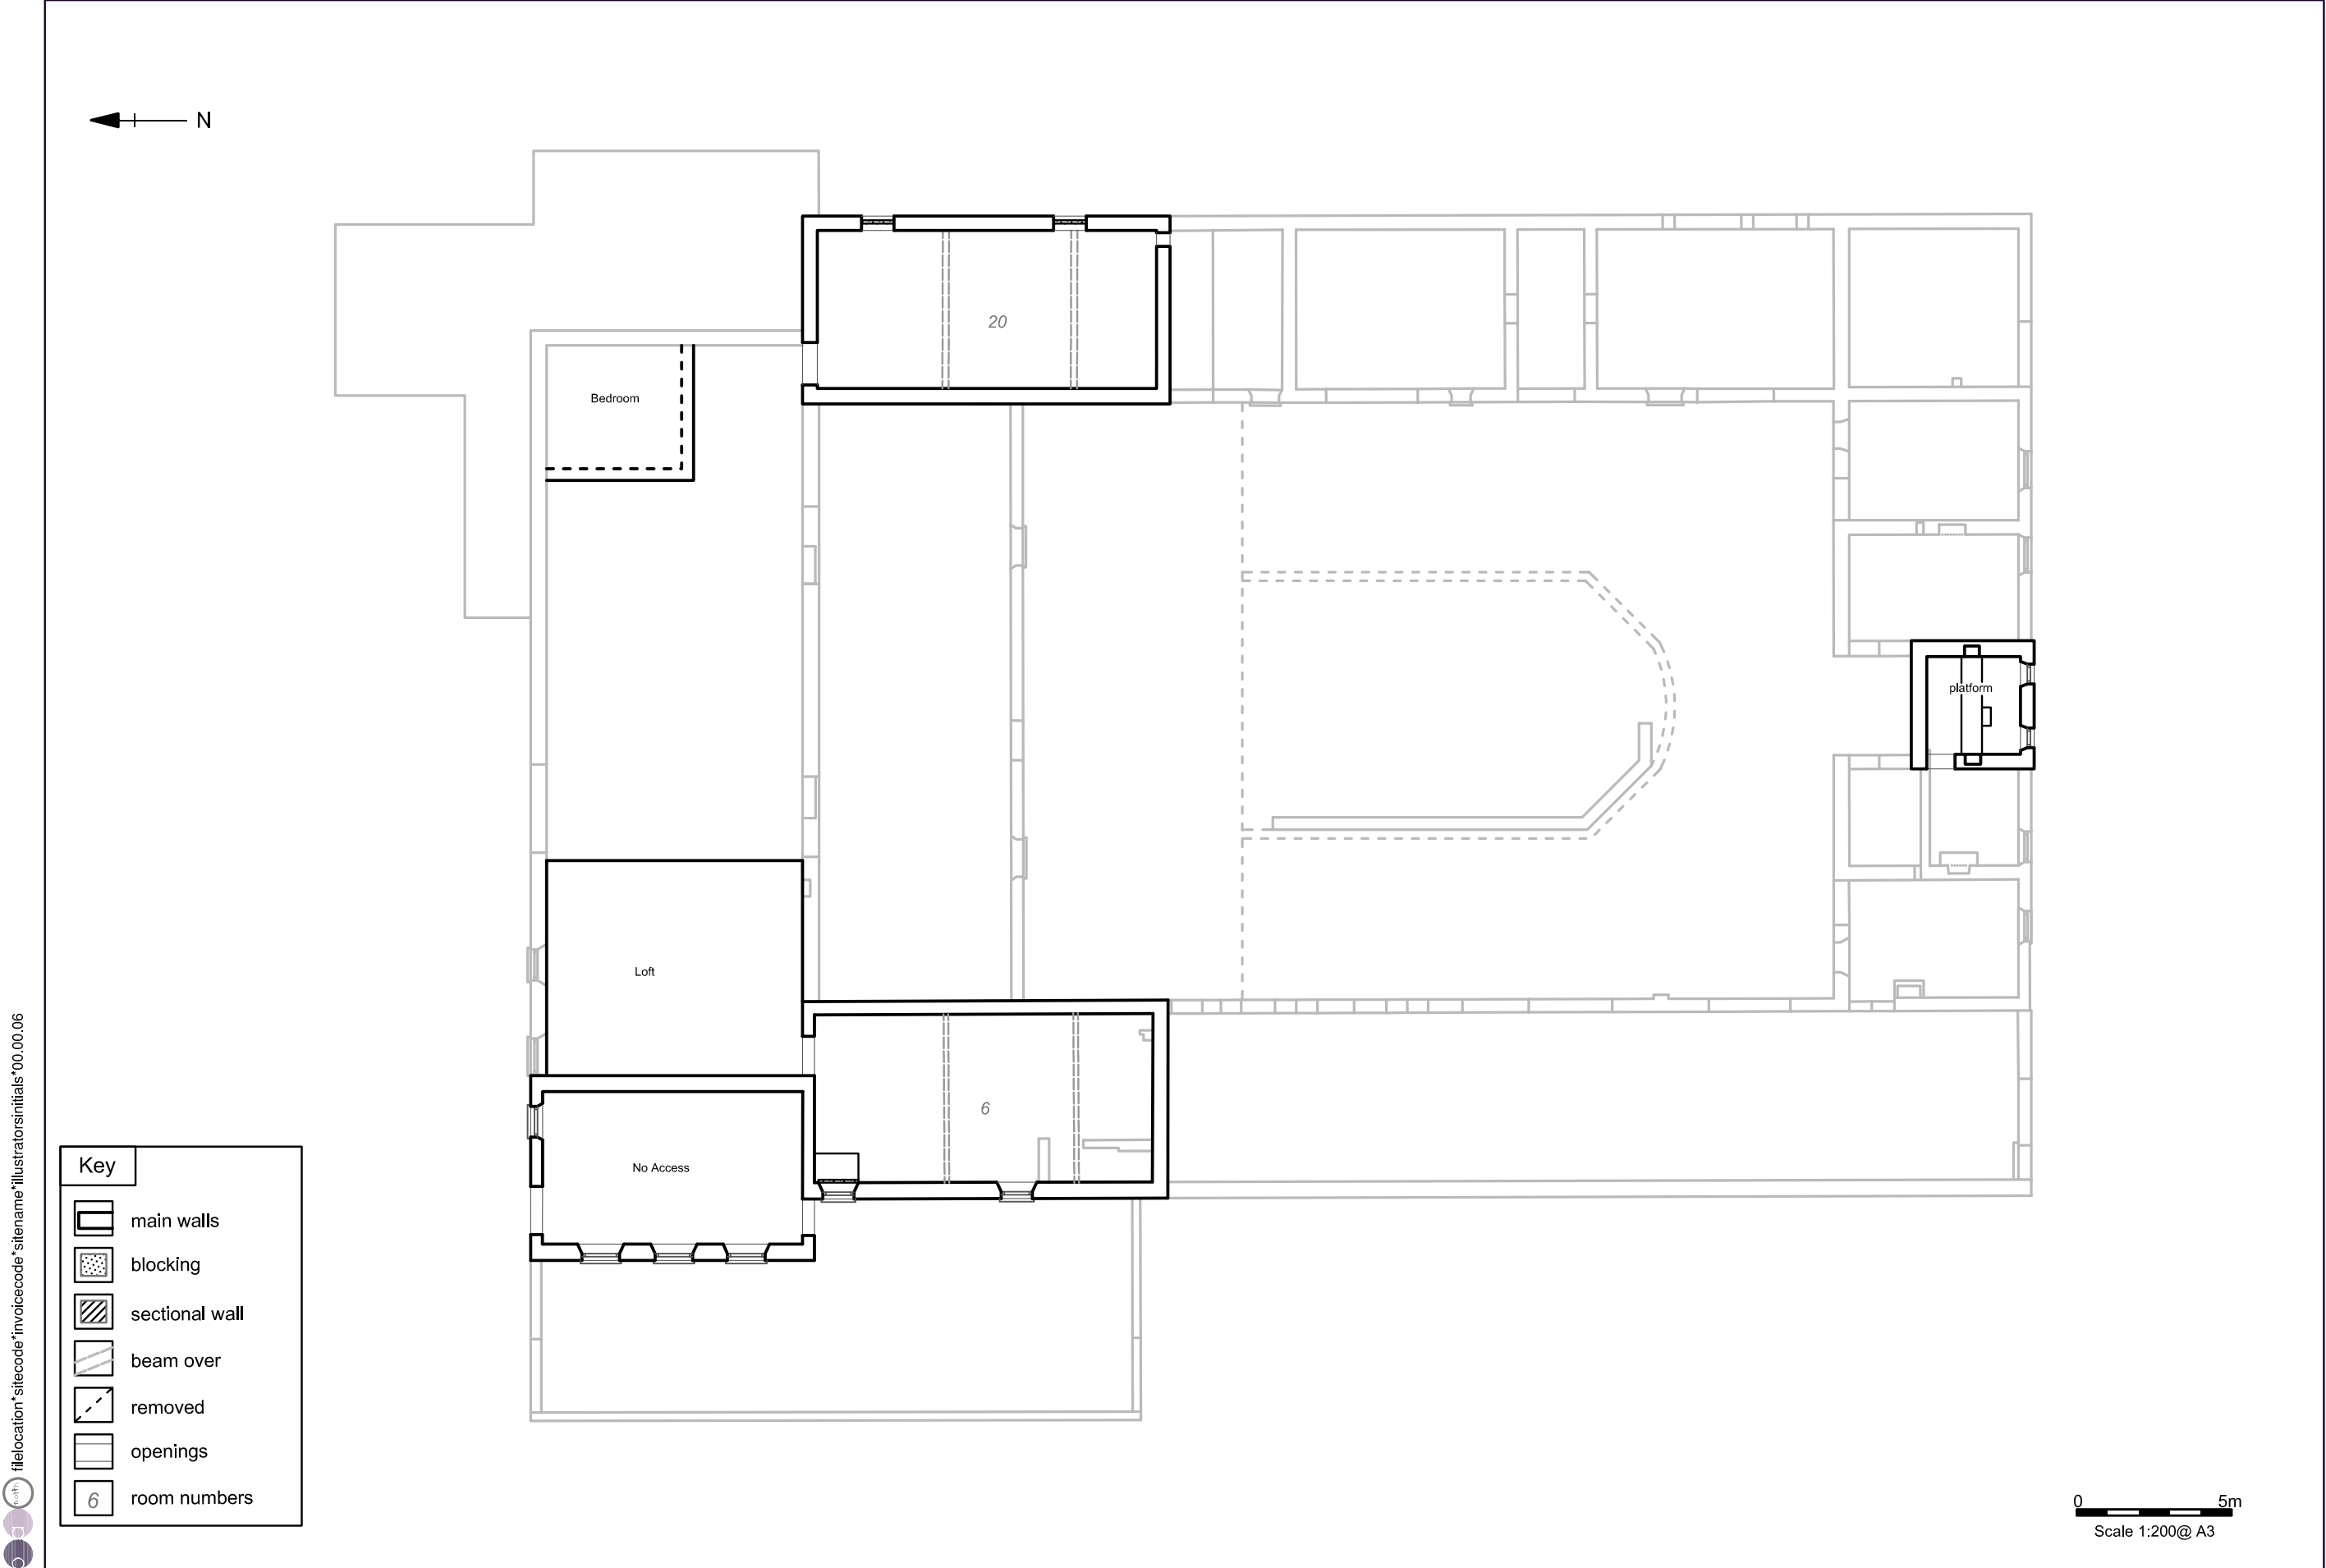 N
20
Bedroom
platform
Loft
6
No Access
Key
main walls
blocking
sectional wall
beam over
removed
openings
6
room numbers
0 5m
Scale 1:200@ A3
filelocation*sitecode*invoicecode*sitename*illustratorsinitials*00.00.06